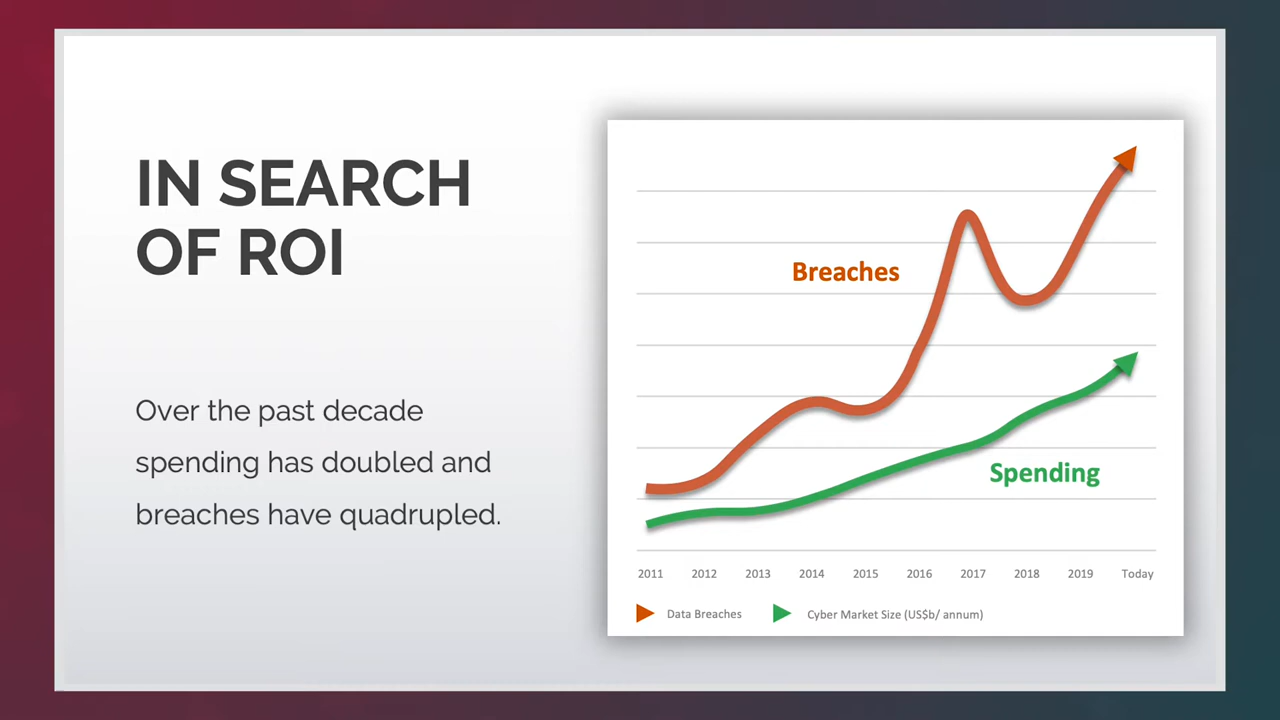 IN SEARCH
OF ROI
Over the past decade
spending has doubled and
breaches have quadrupled.
Breaches
Spending
2011 2012 2013 2014 2015 2016 2017 2018 2019 Today
Data Breaches Cyber Market Size (US$b/ annum)